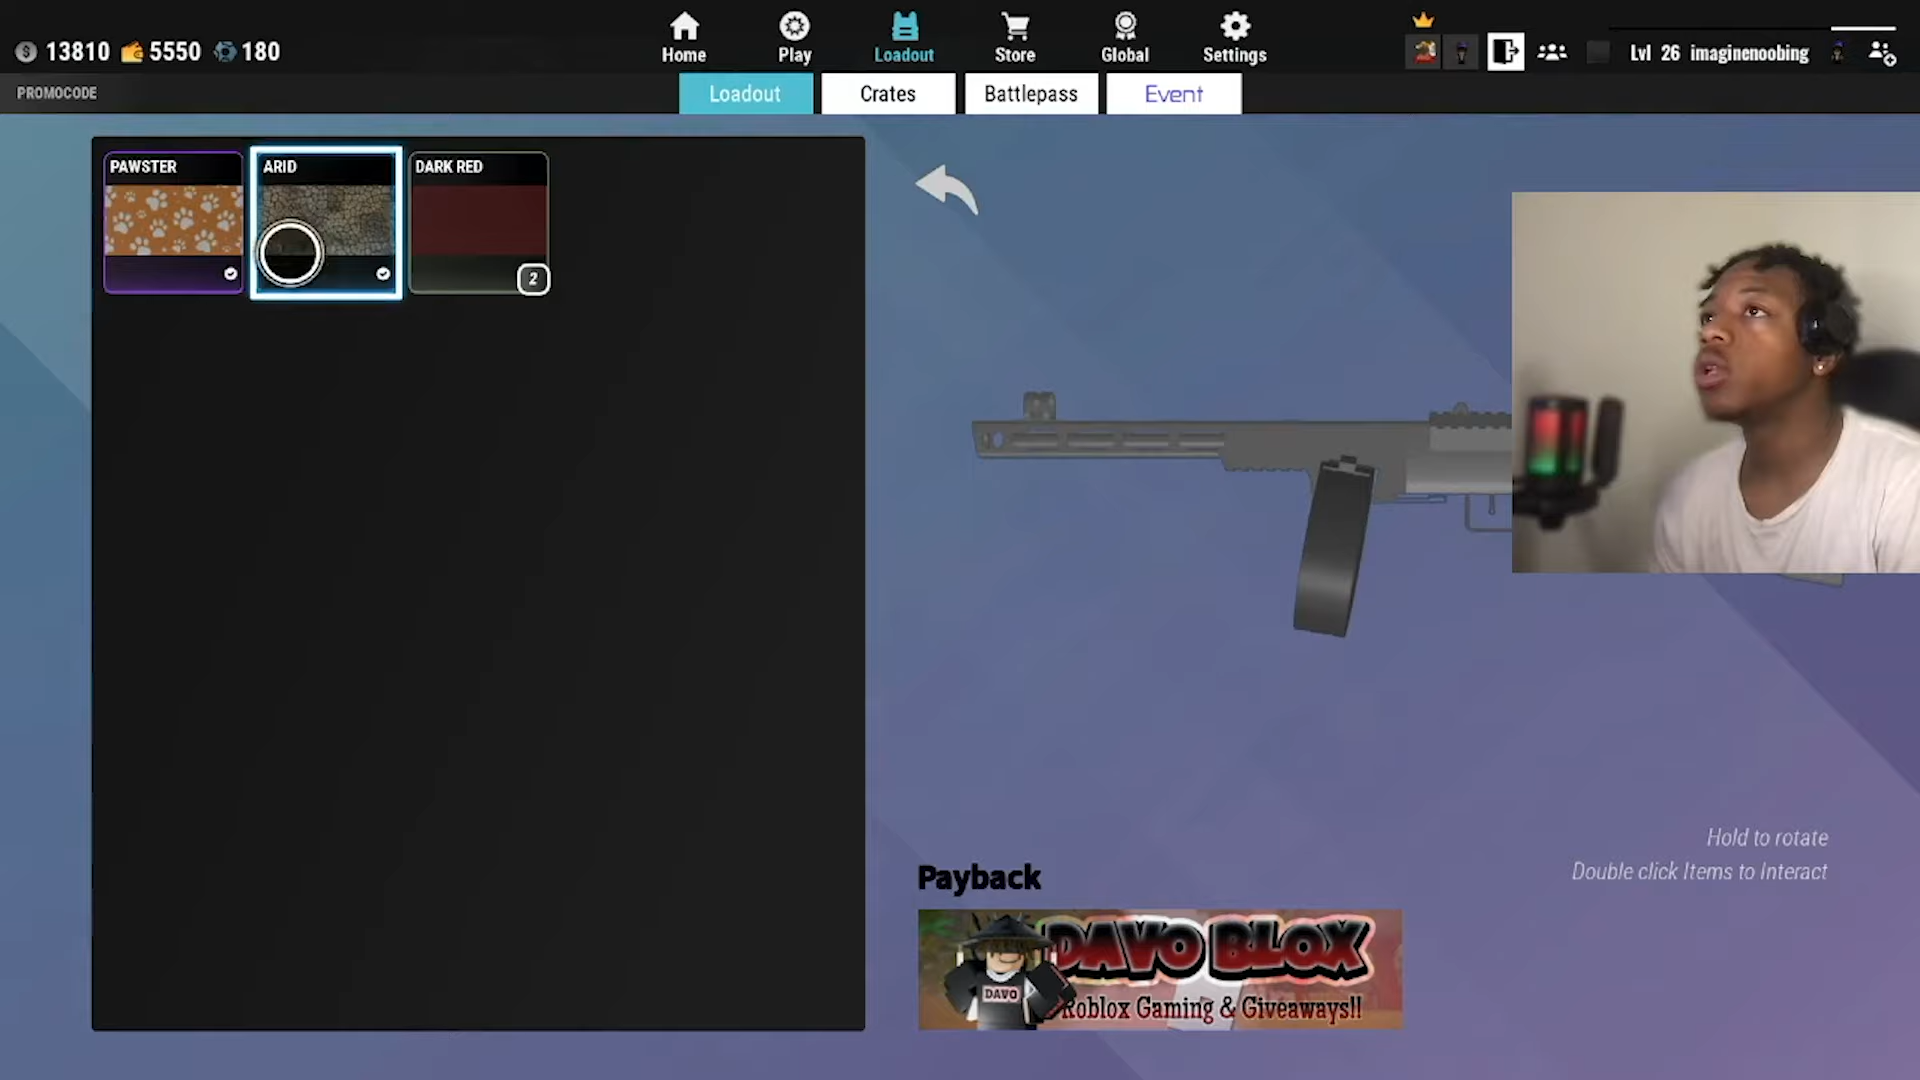 13810 5550 180
Home Play Loadout Store Global Settings
Lvl 26 imaginenoobing
PROMOCODE
Loadout Crates Battlepass Event
PAWSTER ARID DARK RED
2
Hold to rotate
Double click Items to Interact
Payback
DAVO BLOX
DAVO
Roblox Gaming & Giveaways!!